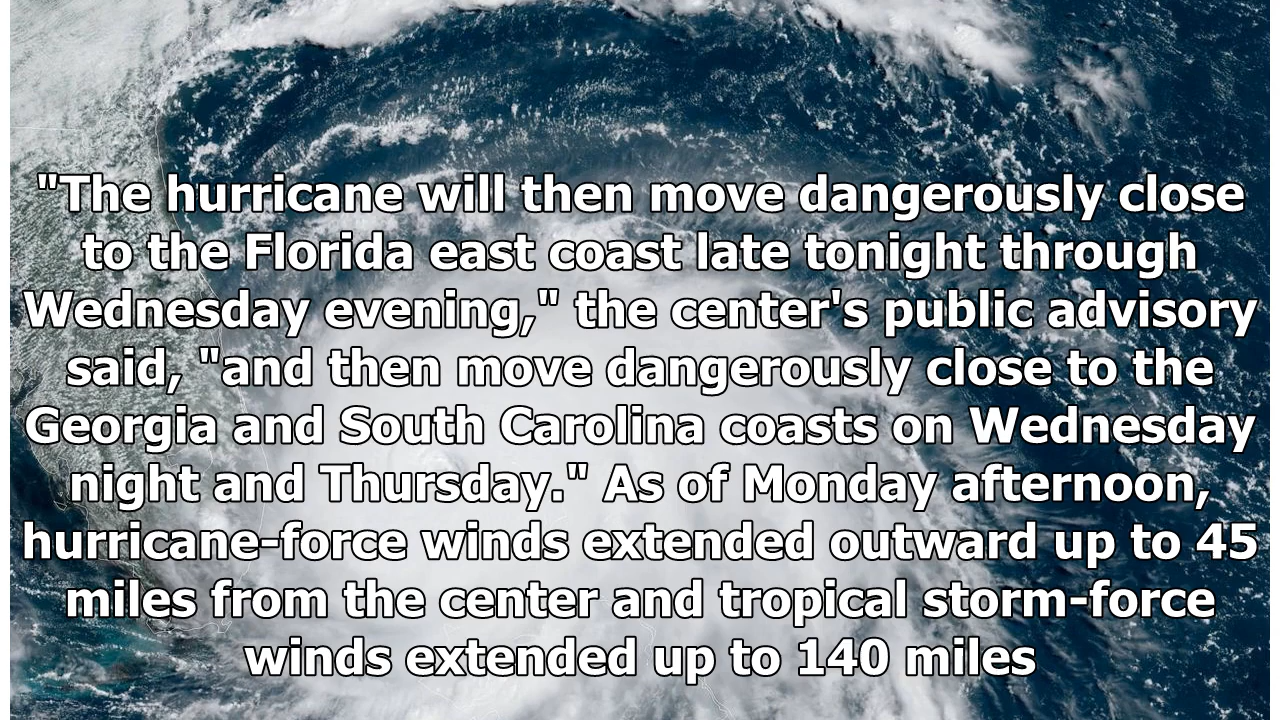 "The hurricane will then move dangerously close
to the Florida east coast late tonight through
Wednesday evening," the center's public advisory
said, "and then move dangerously close to the
Georgia and South Carolina coasts on Wednesday
night and Thursday." As of Monday afternoon,
hurricane-force winds extended outward up to 45
miles from the center and tropical storm-force
winds extended up to 140 miles